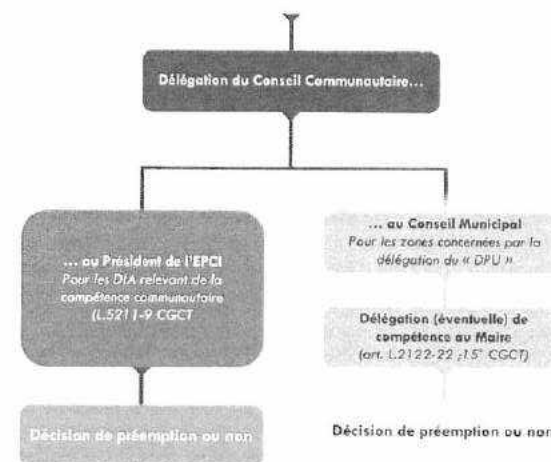 Délégation du Conseil Communautaire...
... au Président de l'EPCI
Pour les DIA relevant de la
compétence communautaire
(L.5211-9 CGCT
... au Conseil Municipal
Pour les zones concernées par la
délégation du « DPU »
Délégation (éventuelle) de
compétence au Maire
(art. L.2122-22 ;15° CGCT)
Décision de préemption ou non
Décision de préemption ou non